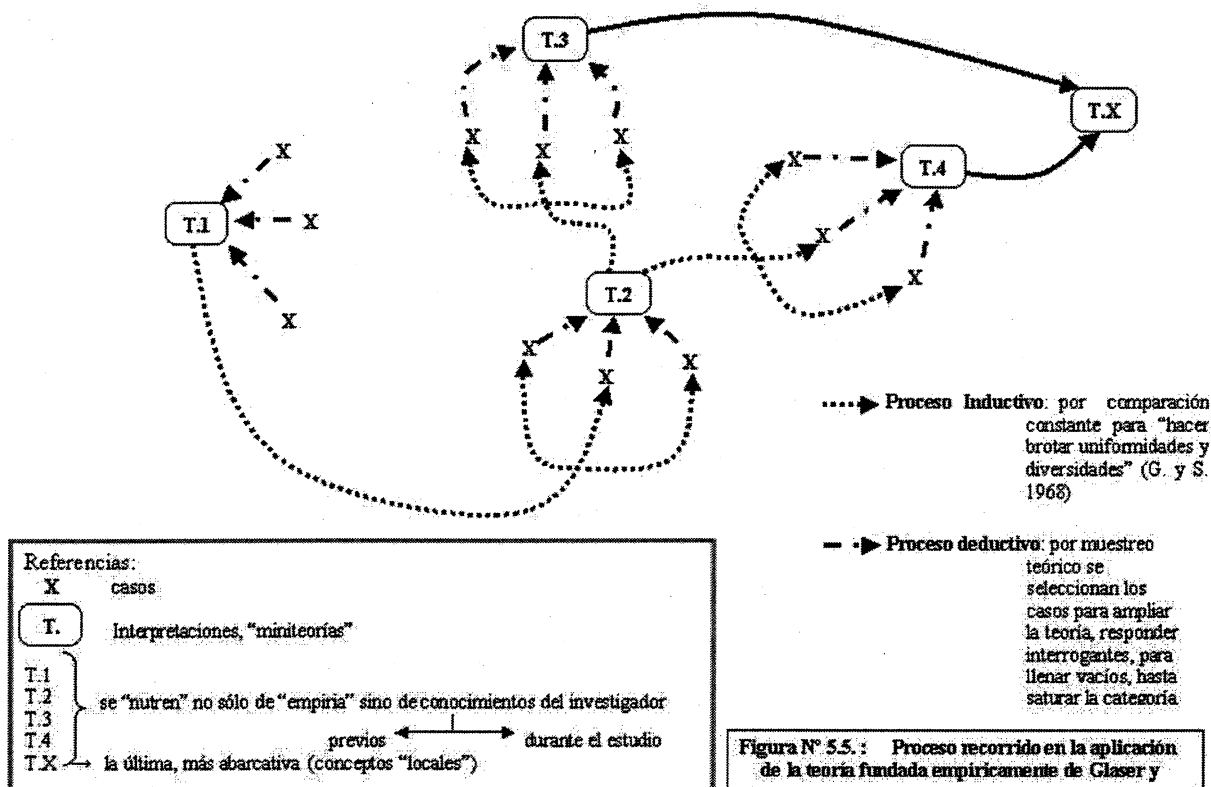 T.3
T.X
X
X
X
X
T.4
X
T.1
X
X
X
X
T.2
X
X
X
Proceso Inductivo: por comparación
constante para “hacer
brotar uniformidades y
diversidades” (G. y S.
1968)
Proceso deductivo: por muestreo
teórico se
seleccionan los
casos para ampliar
la teoría, responder
interrogantes, para
llenar vacíos, hasta
saturar la categoría
Referencias:
X casos
T. Interpretaciones, “miniteorías”
T.1
T.2
se “nutren” no sólo de “empiria” sino de conocimientos del investigador
T.3
T.4
previos durante el estudio
T.X la última, más abarcativa (conceptos “locales”)
Figura Nº 5.5. : Proceso recorrido en la aplicación
de la teoría fundada empíricamente de Glaser y